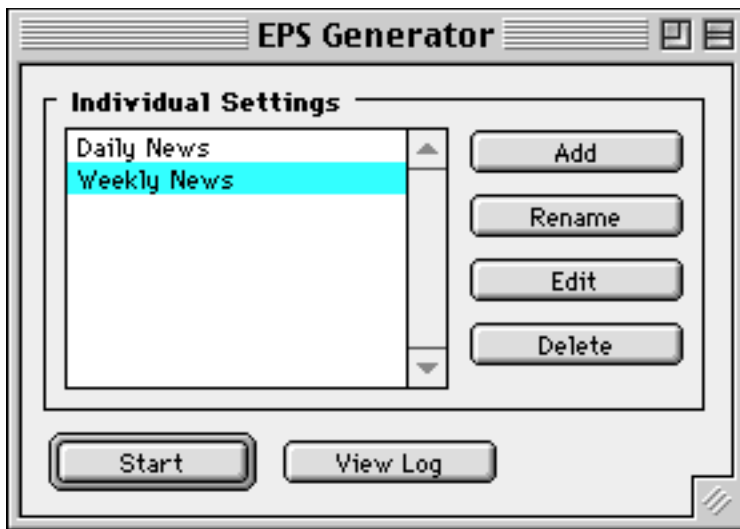 EPS Generator
Individual Settings
Daily News
Weekly News
Add
Rename
Edit
Delete
Start
View Log